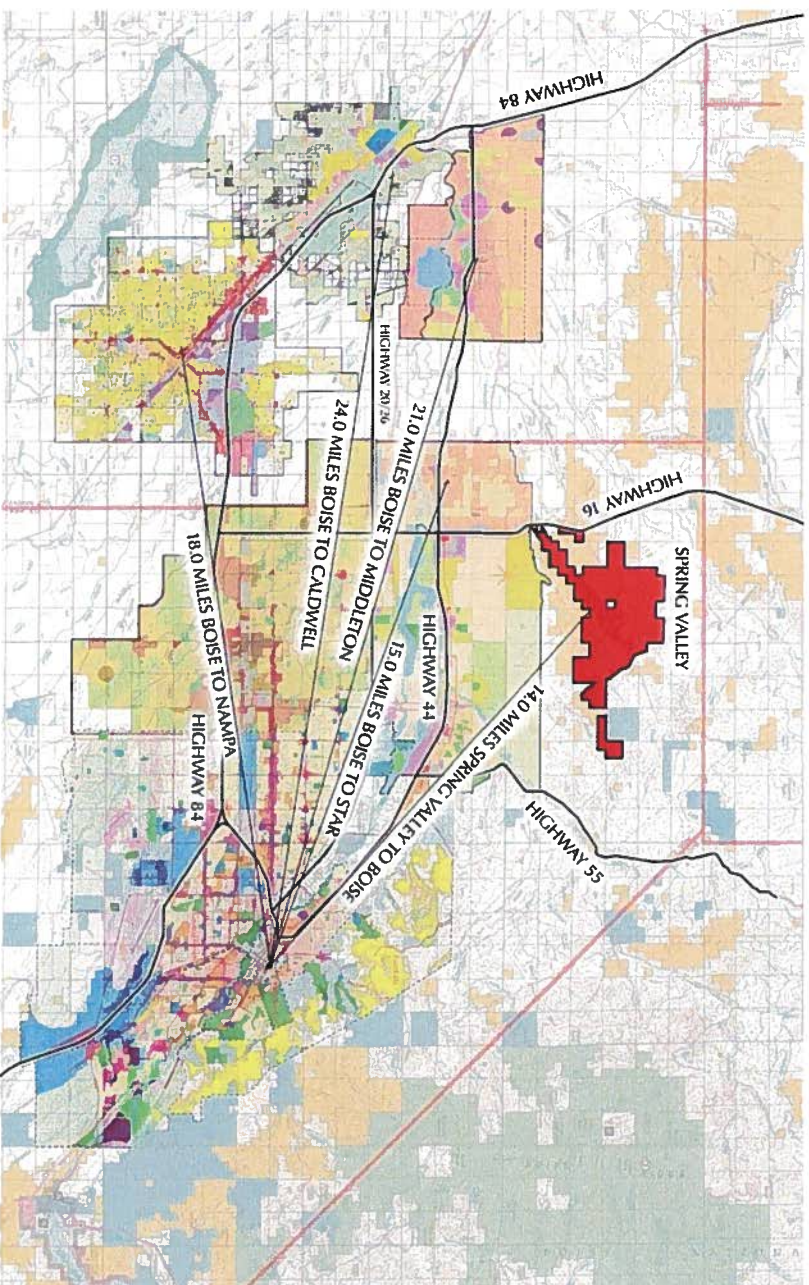 HIGHWAY 84
HIGHWAY 16
SPRING VALLEY
HIGHWAY 55
HIGHWAY 20/26
HIGHWAY 44
24.0 MILES BOISE TO CALDWELL
21.0 MILES BOISE TO MIDDLETON
15.0 MILES BOISE TO STAR
14.0 MILES SPRING VALLEY TO BOISE
18.0 MILES BOISE TO NAMPA
HIGHWAY 84